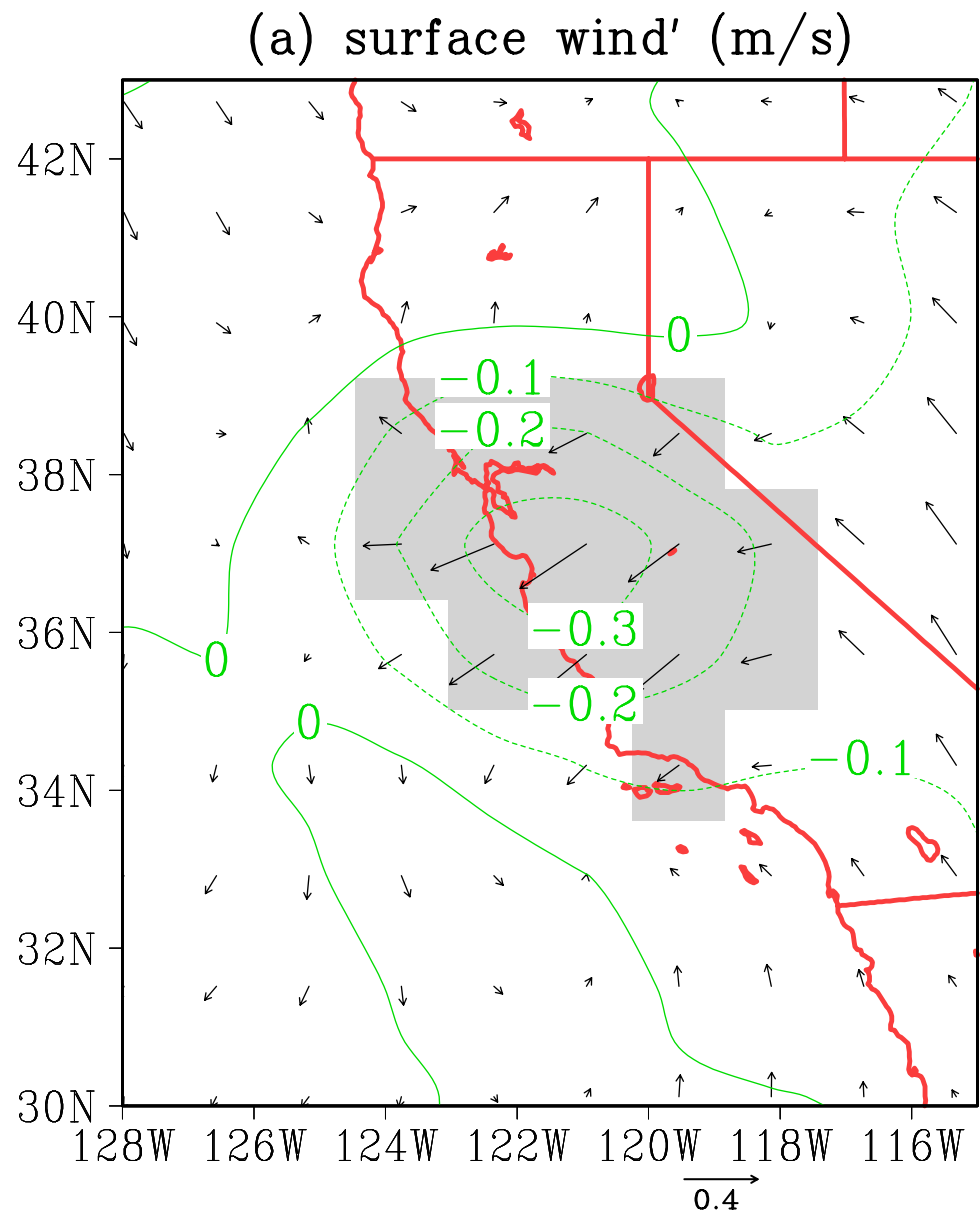 (a) surface wind' (m/s)
42N
40N
0
−0.1
−0.2
38N
36N
−0.3
0
−0.2
0
−0.1
34N
32N
30N
128W 126W 124W 122W 120W 118W 116W
0.4